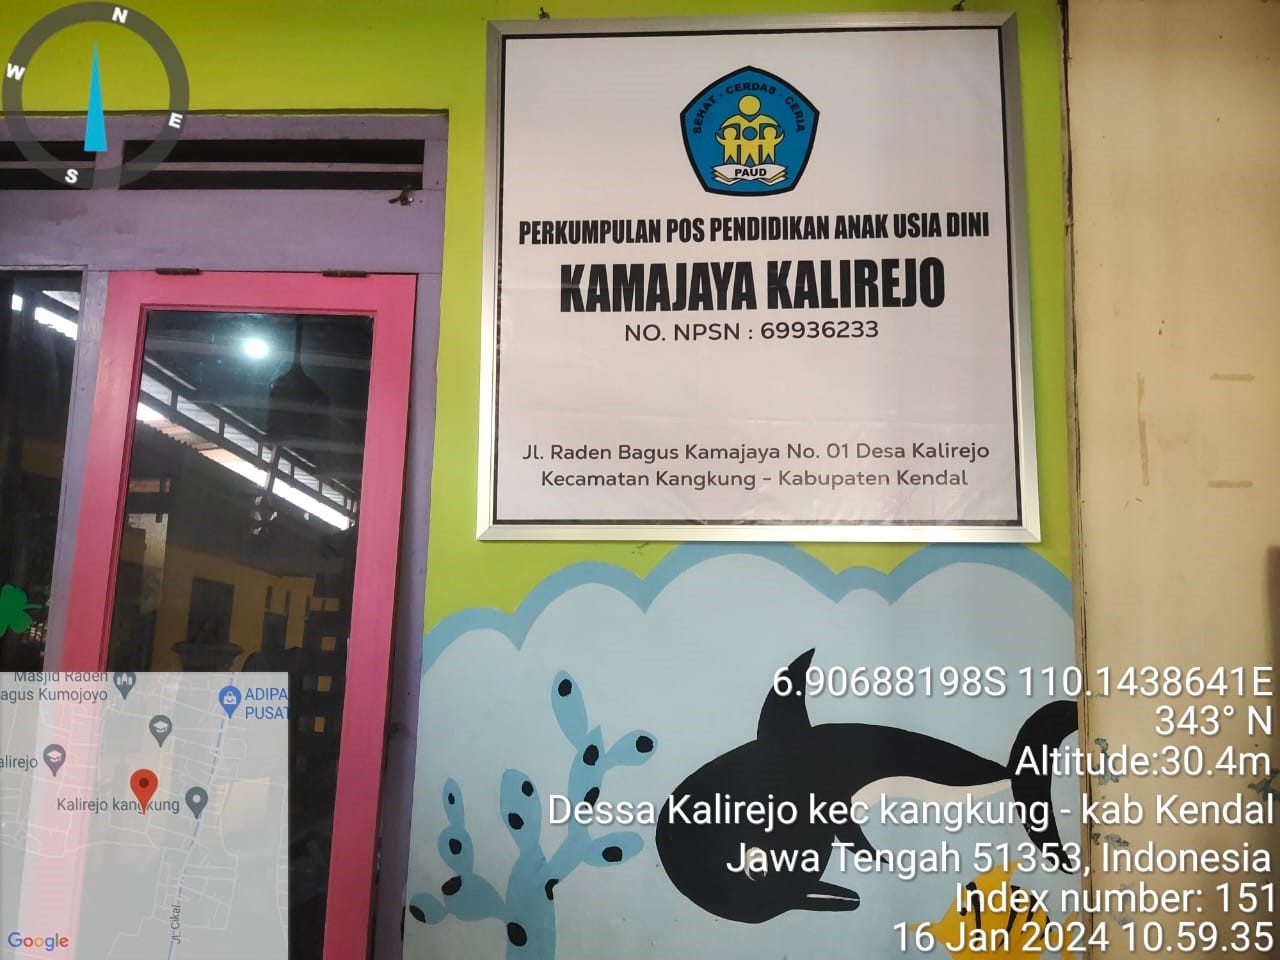 N
W
E
S
SEHAT - CERDAS - CERIA
PAUD
PERKUMPULAN POS PENDIDIKAN ANAK USIA DINI
KAMAJAYA KALIREJO
NO. NPSN : 69936233
Jl. Raden Bagus Kamajaya No. 01 Desa Kalirejo
Kecamatan Kangkung - Kabupaten Kendal
Masjid Raden
agus Kumojoyo
ADIPA
PUSAT
alirejo
Kalirejo kangkung
Jl. Cikal
Google
6.90688198S 110.1438641E
343° N
Altitude:30.4m
Dessa Kalirejo kec kangkung - kab Kendal
Jawa Tengah 51353, Indonesia
Index number: 151
16 Jan 2024 10.59.35